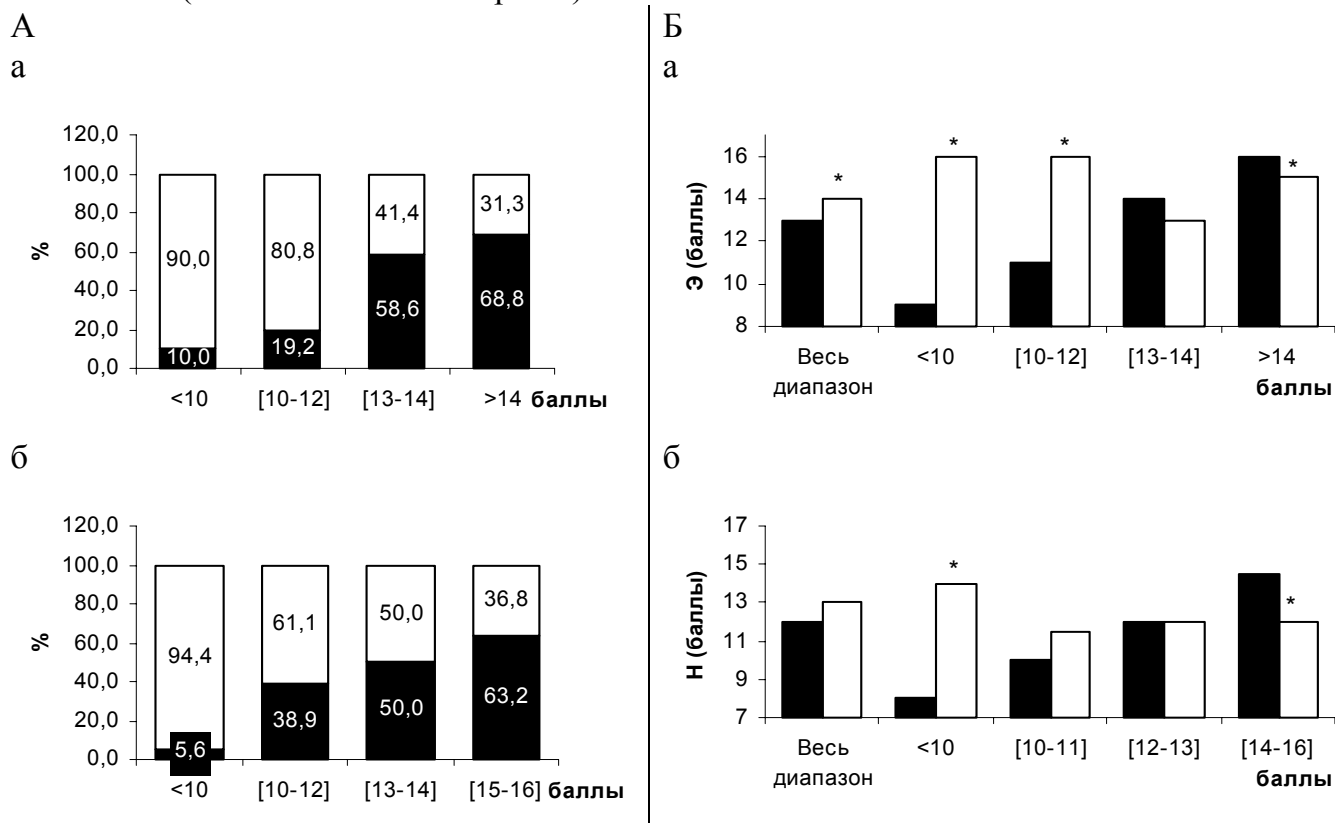 А
а
120,0
100,0
80,0
60,0
40,0
20,0
0,0
%
90,0
80,8
41,4
31,3
10,0
19,2
58,6
68,8
<10 [10-12] [13-14] >14 баллы
б
120,0
100,0
80,0
60,0
40,0
20,0
0,0
%
94,4
61,1
50,0
36,8
5,6
38,9
50,0
63,2
<10 [10-12] [13-14] [15-16] баллы
Б
а
16
14
12
10
8
Э (баллы)
* * * *
Весь диапазон <10 [10-12] [13-14] >14
баллы
б
17
15
13
11
9
7
Н (баллы)
* *
Весь диапазон <10 [10-11] [12-13] [14-16]
баллы